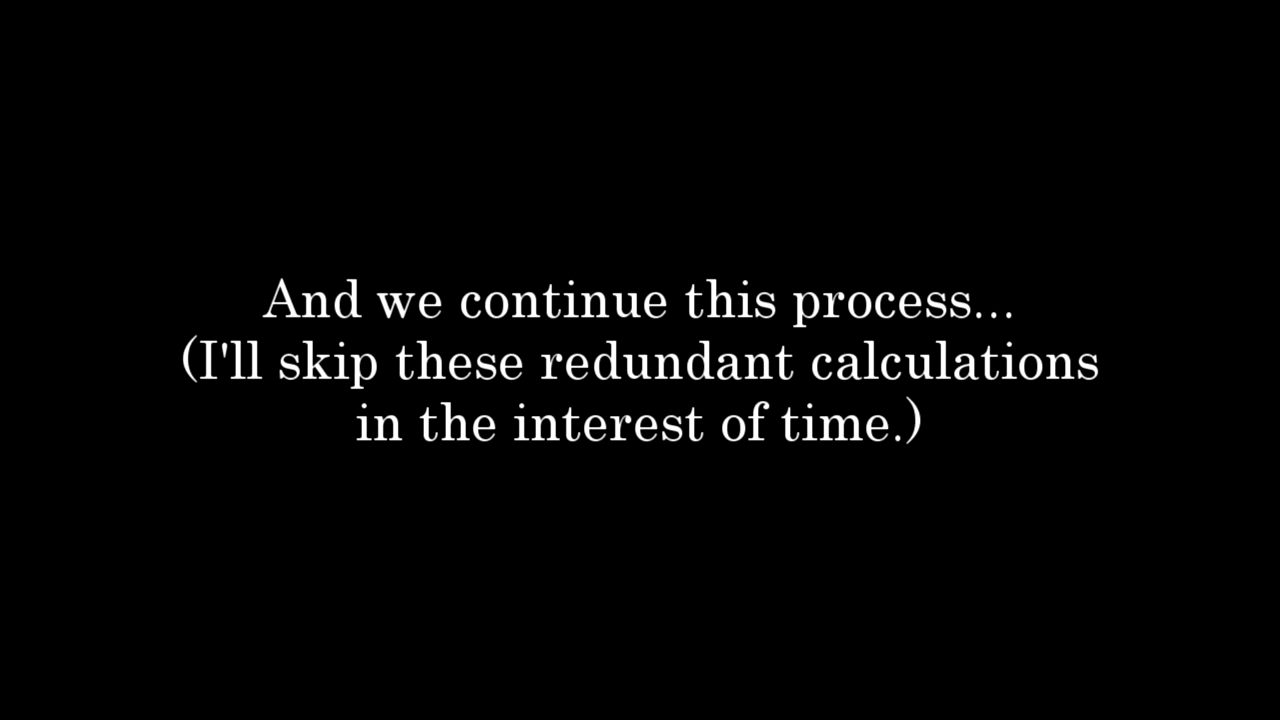 And we continue this process...
(I'll skip these redundant calculations
in the interest of time.)